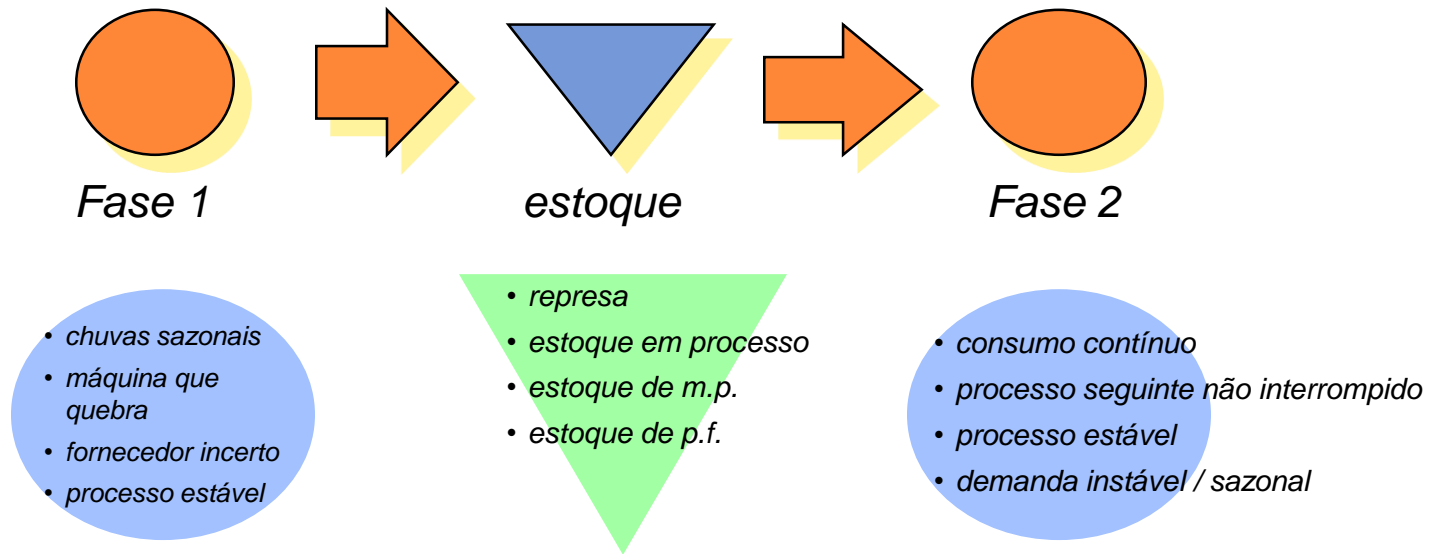 Fase 1
estoque
Fase 2
• chuvas sazonais
• máquina que
quebra
• fornecedor incerto
• processo estável
• represa
• estoque em processo
• estoque de m.p.
• estoque de p.f.
• consumo contínuo
• processo seguinte não interrompido
• processo estável
• demanda instável / sazonal